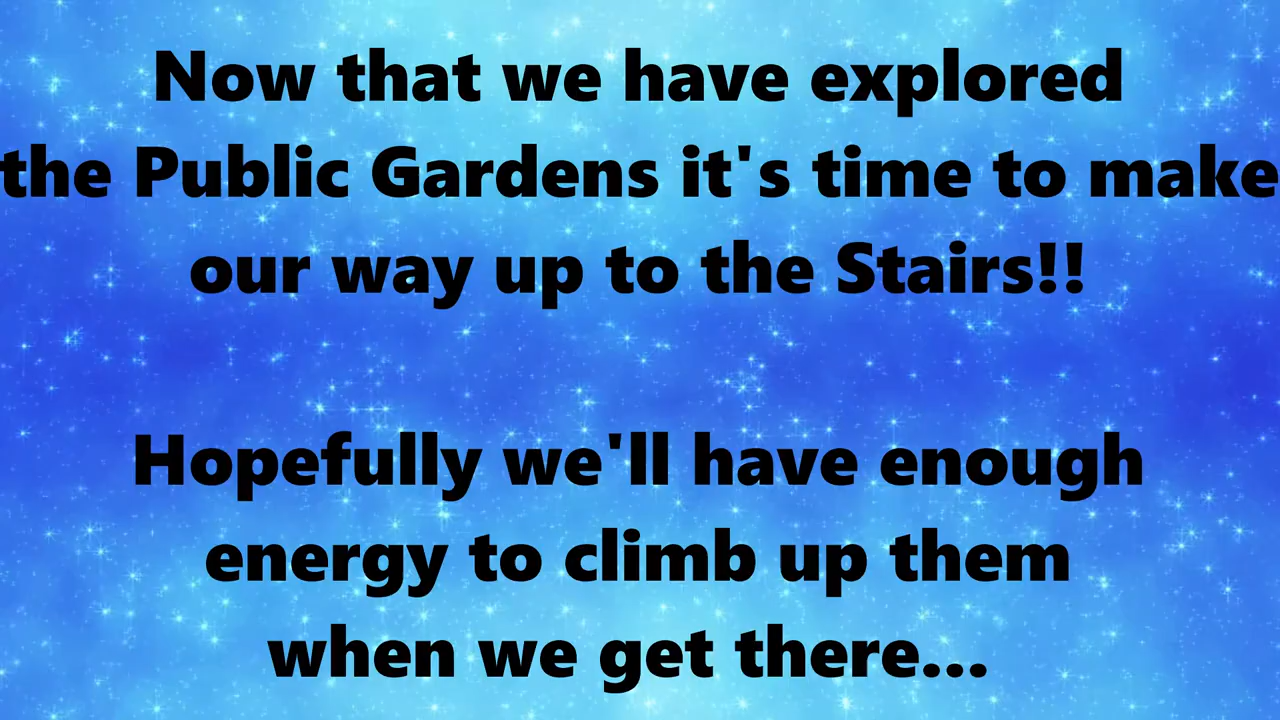 Now that we have explored
the Public Gardens it's time to make
our way up to the Stairs!!
Hopefully we'll have enough
energy to climb up them
when we get there...